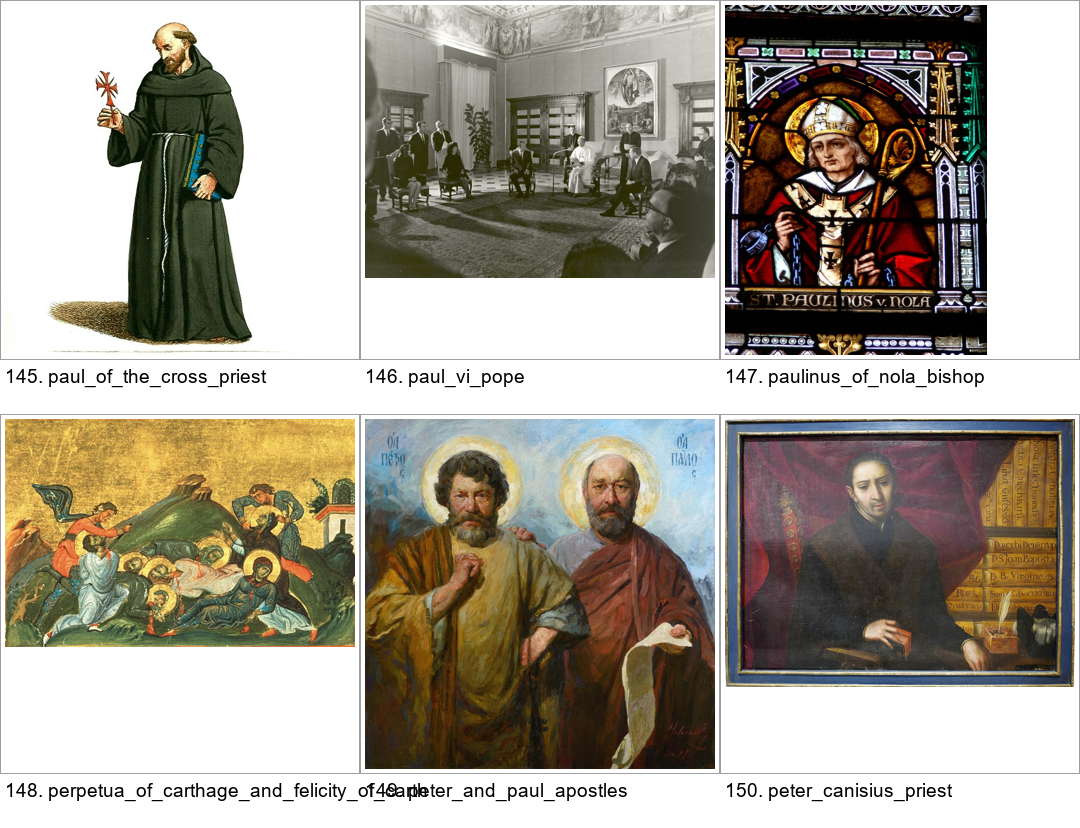 145. paul_of_the_cross_priest
146. paul_vi_pope
147. paulinus_of_nola_bishop
ST. PAULINUS v. NOLA
148. perpetua_of_carthage_and_felicity_of_carth
149. peter_and_paul_apostles
150. peter_canisius_priest